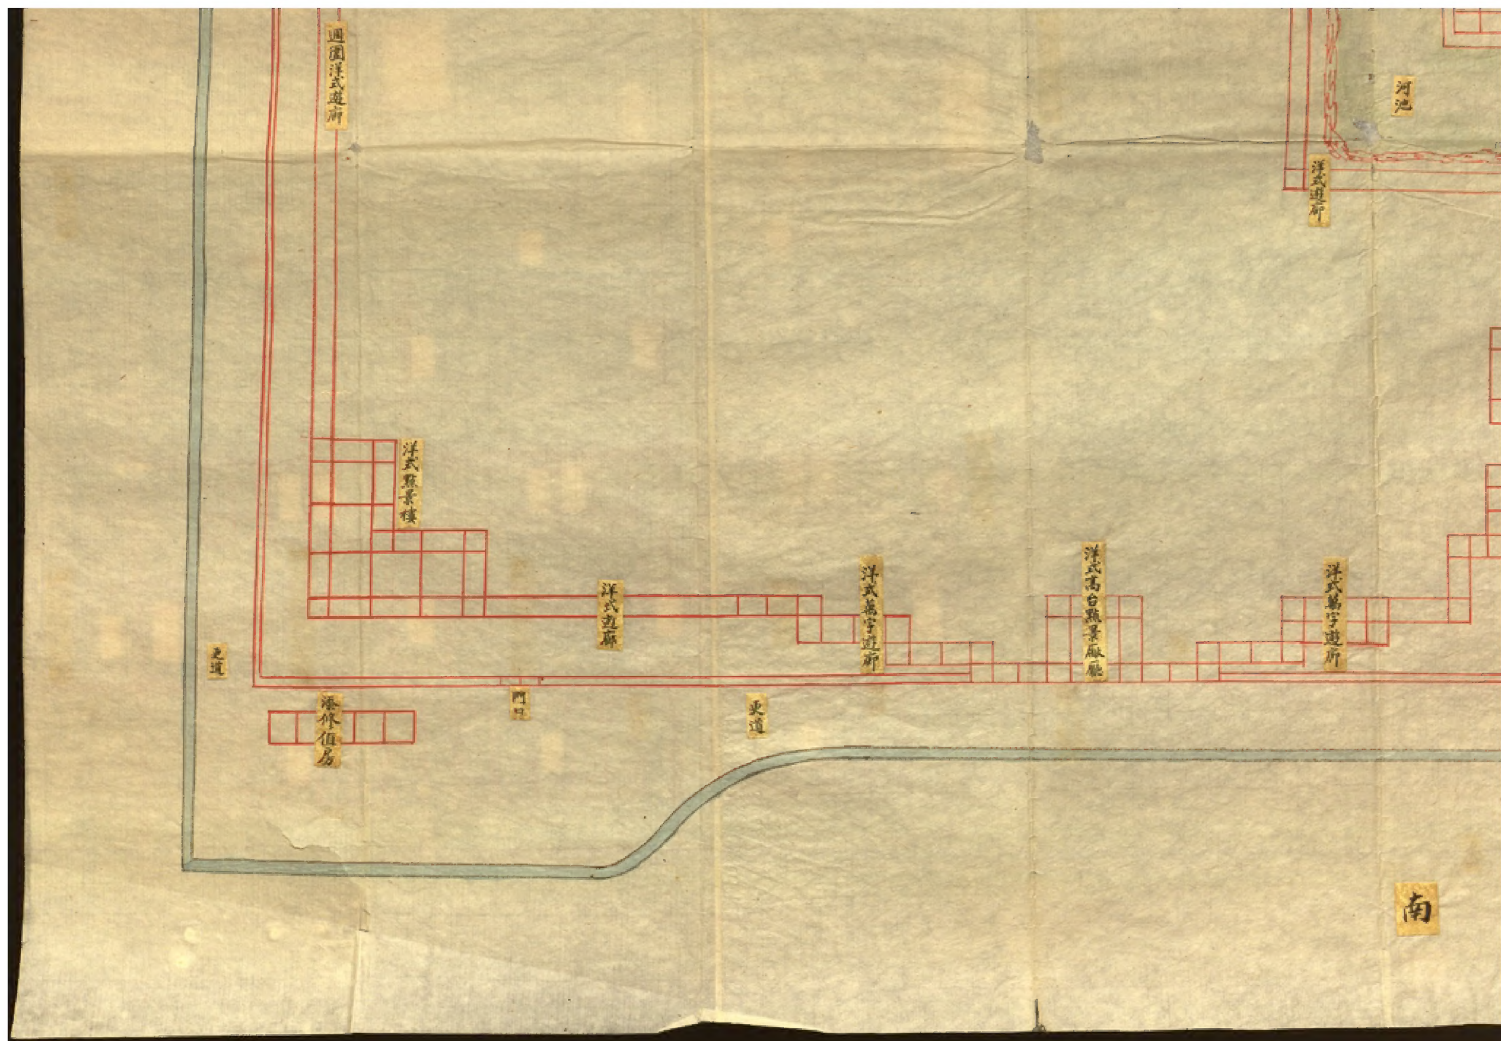 週圍洋式遊廊
河池
洋式遊廊
洋式點景樓
洋式遊廊
洋式萬字遊廊
洋式高台點景廠廳
洋式萬字遊廊
更道
添修值房
門口
更道
南